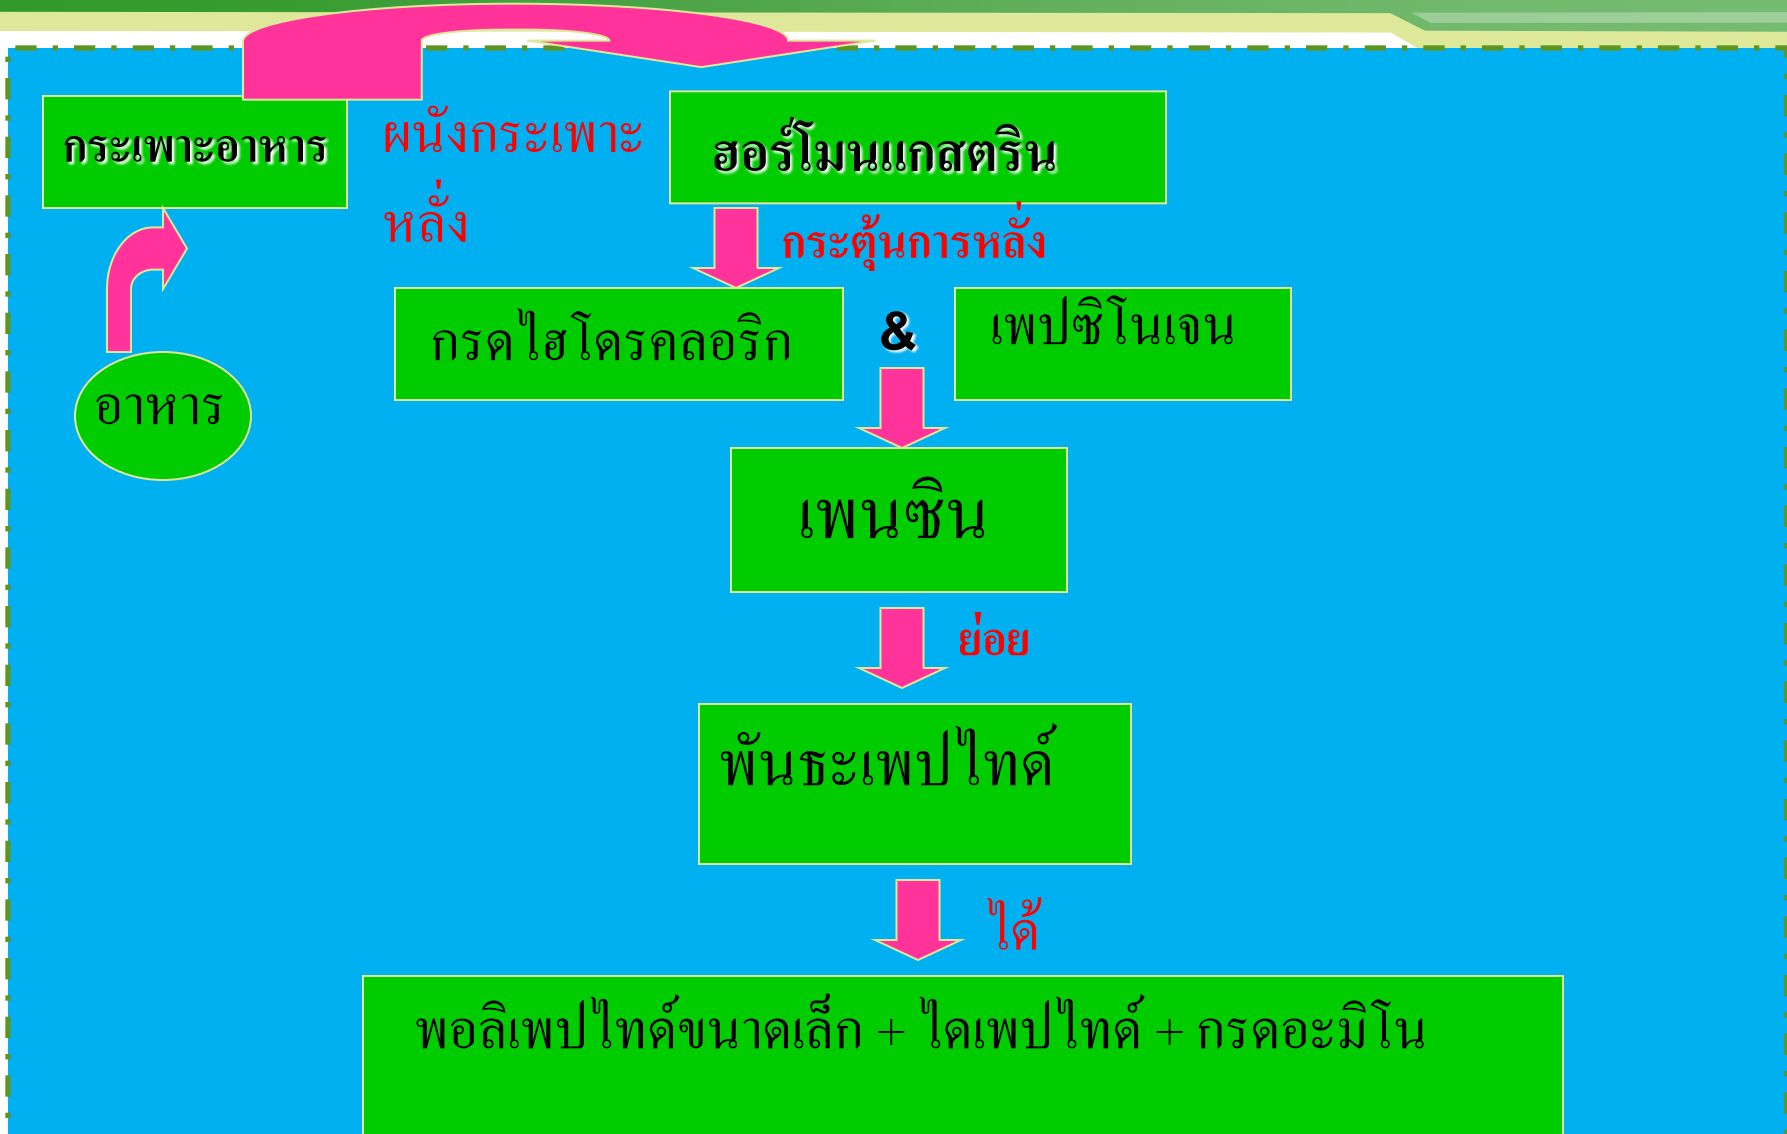 กระเพาะอาหาร
ผนังกระเพาะ
หลั่ง
ฮอร์โมนแกสตริน
กระตุ้นการหลั่ง
กรดไฮโดรคลอริก
&
เพปซิโนเจน
อาหาร
เพนซิน
ย่อย
พันธะเพปไทด์
ได้
พอลิเพปไทด์ขนาดเล็ก + ไดเพปไทด์ + กรดอะมิโน